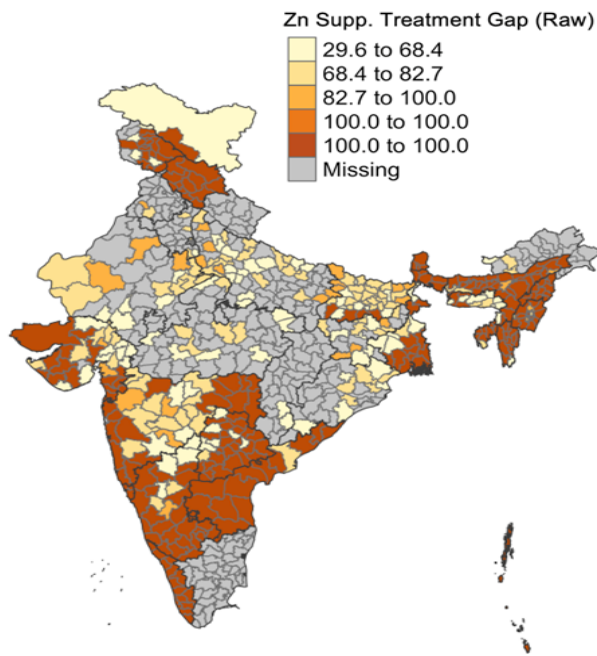 Zn Supp. Treatment Gap (Raw)
29.6 to 68.4
68.4 to 82.7
82.7 to 100.0
100.0 to 100.0
100.0 to 100.0
Missing